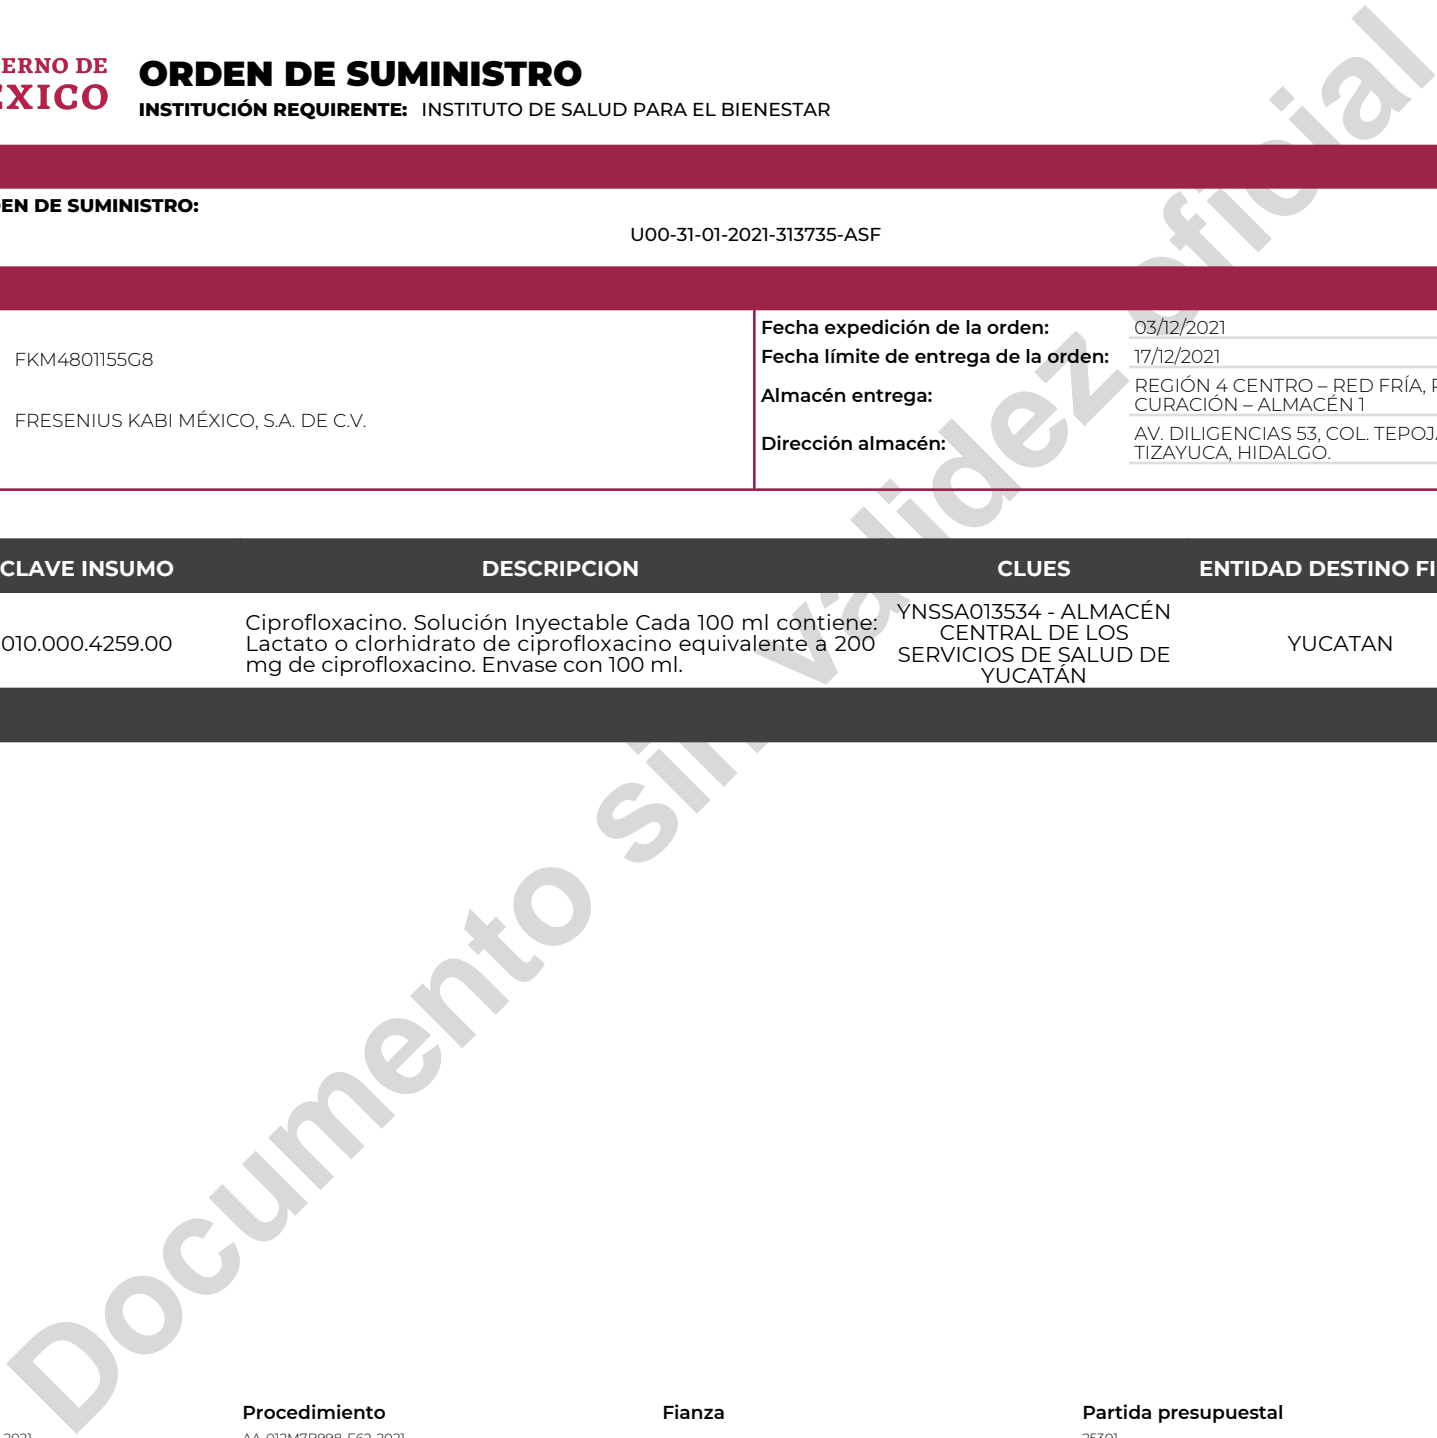 ERNO DE
ÉXICO
ORDEN DE SUMINISTRO
INSTITUCIÓN REQUIRENTE: INSTITUTO DE SALUD PARA EL BIENESTAR
EN DE SUMINISTRO:
U00-31-01-2021-313735-ASF
FKM4801155G8
FRESENIUS KABI MÉXICO, S.A. DE C.V.
Fecha expedición de la orden: 03/12/2021
Fecha límite de entrega de la orden: 17/12/2021
Almacén entrega: REGIÓN 4 CENTRO – RED FRÍA,
CURACIÓN – ALMACÉN 1
Dirección almacén: AV. DILIGENCIAS 53, COL. TEPOJ
TIZAYUCA, HIDALGO.
CLAVE INSUMO DESCRIPCION CLUES ENTIDAD DESTINO FI
010.000.4259.00
Ciprofloxacino. Solución Inyectable Cada 100 ml contiene:
Lactato o clorhidrato de ciprofloxacino equivalente a 200
mg de ciprofloxacino. Envase con 100 ml.
YNSSA013534 - ALMACÉN
CENTRAL DE LOS
SERVICIOS DE SALUD DE
YUCATÁN
YUCATAN
Documento sin validez oficial
Procedimiento Fianza Partida presupuestal